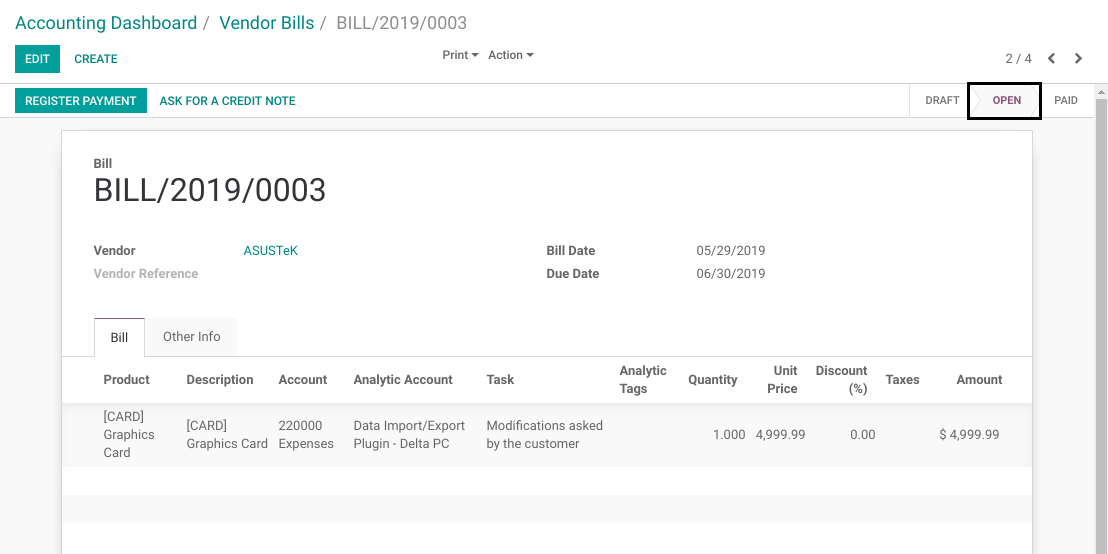 Accounting Dashboard / Vendor Bills / BILL/2019/0003
EDIT CREATE Print Action 2 / 4
REGISTER PAYMENT ASK FOR A CREDIT NOTE DRAFT OPEN PAID
Bill
BILL/2019/0003
Vendor ASUSTeK Bill Date 05/29/2019
Vendor Reference Due Date 06/30/2019
Bill Other Info
Product Description Account Analytic Account Task Analytic Tags Quantity Unit Price Discount (%) Taxes Amount
[CARD] Graphics Card [CARD] Graphics Card 220000 Expenses Data Import/Export Plugin - Delta PC Modifications asked by the customer 1.000 4,999.99 0.00 $ 4,999.99